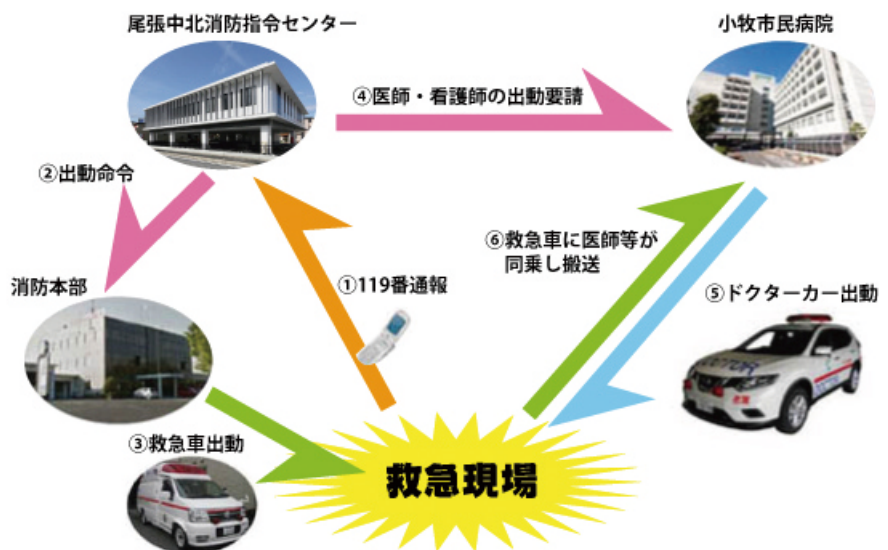 尾張中北消防指令センター
小牧市民病院
④医師・看護師の出動要請
②出動命令
⑥救急車に医師等が
同乗し搬送
消防本部
①119番通報
⑤ドクターカー出動
DOCTOR
③救急車出動
救急現場